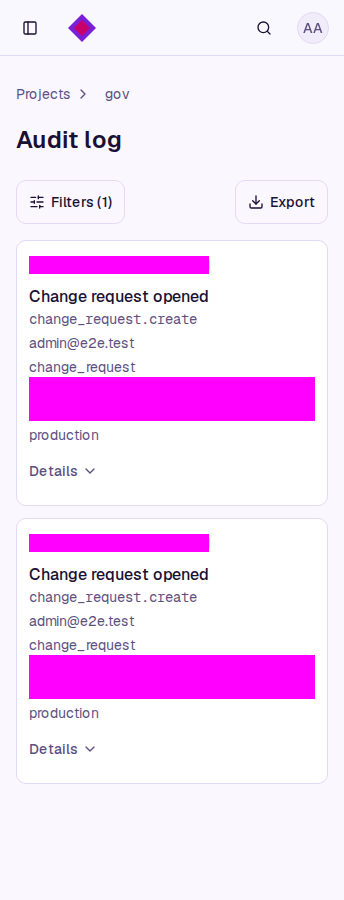 AA
Projects > gov
Audit log
Filters (1)
Export
Change request opened
change_request.create
admin@e2e.test
change_request
production
Details
Change request opened
change_request.create
admin@e2e.test
change_request
production
Details